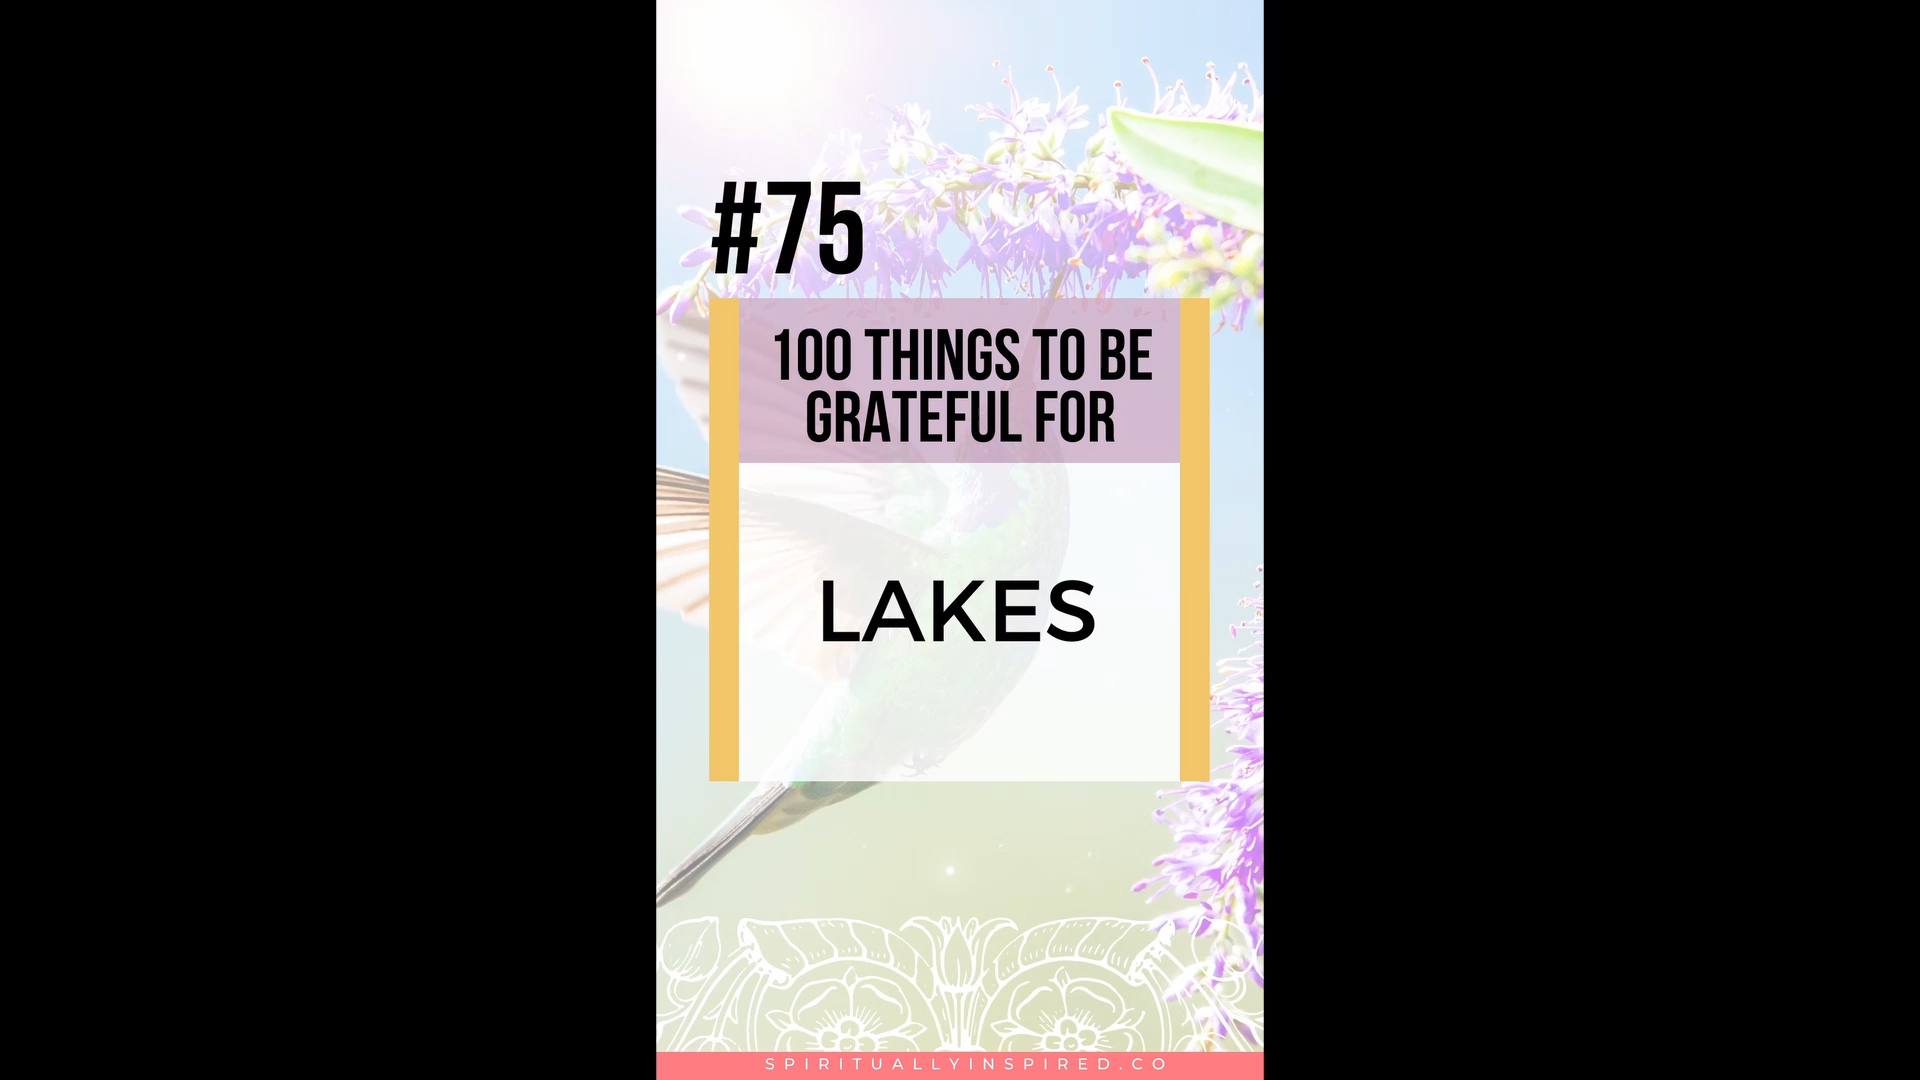 #75
100 THINGS TO BE
GRATEFUL FOR
LAKES
SPIRITUALLYINSPIRED.CO